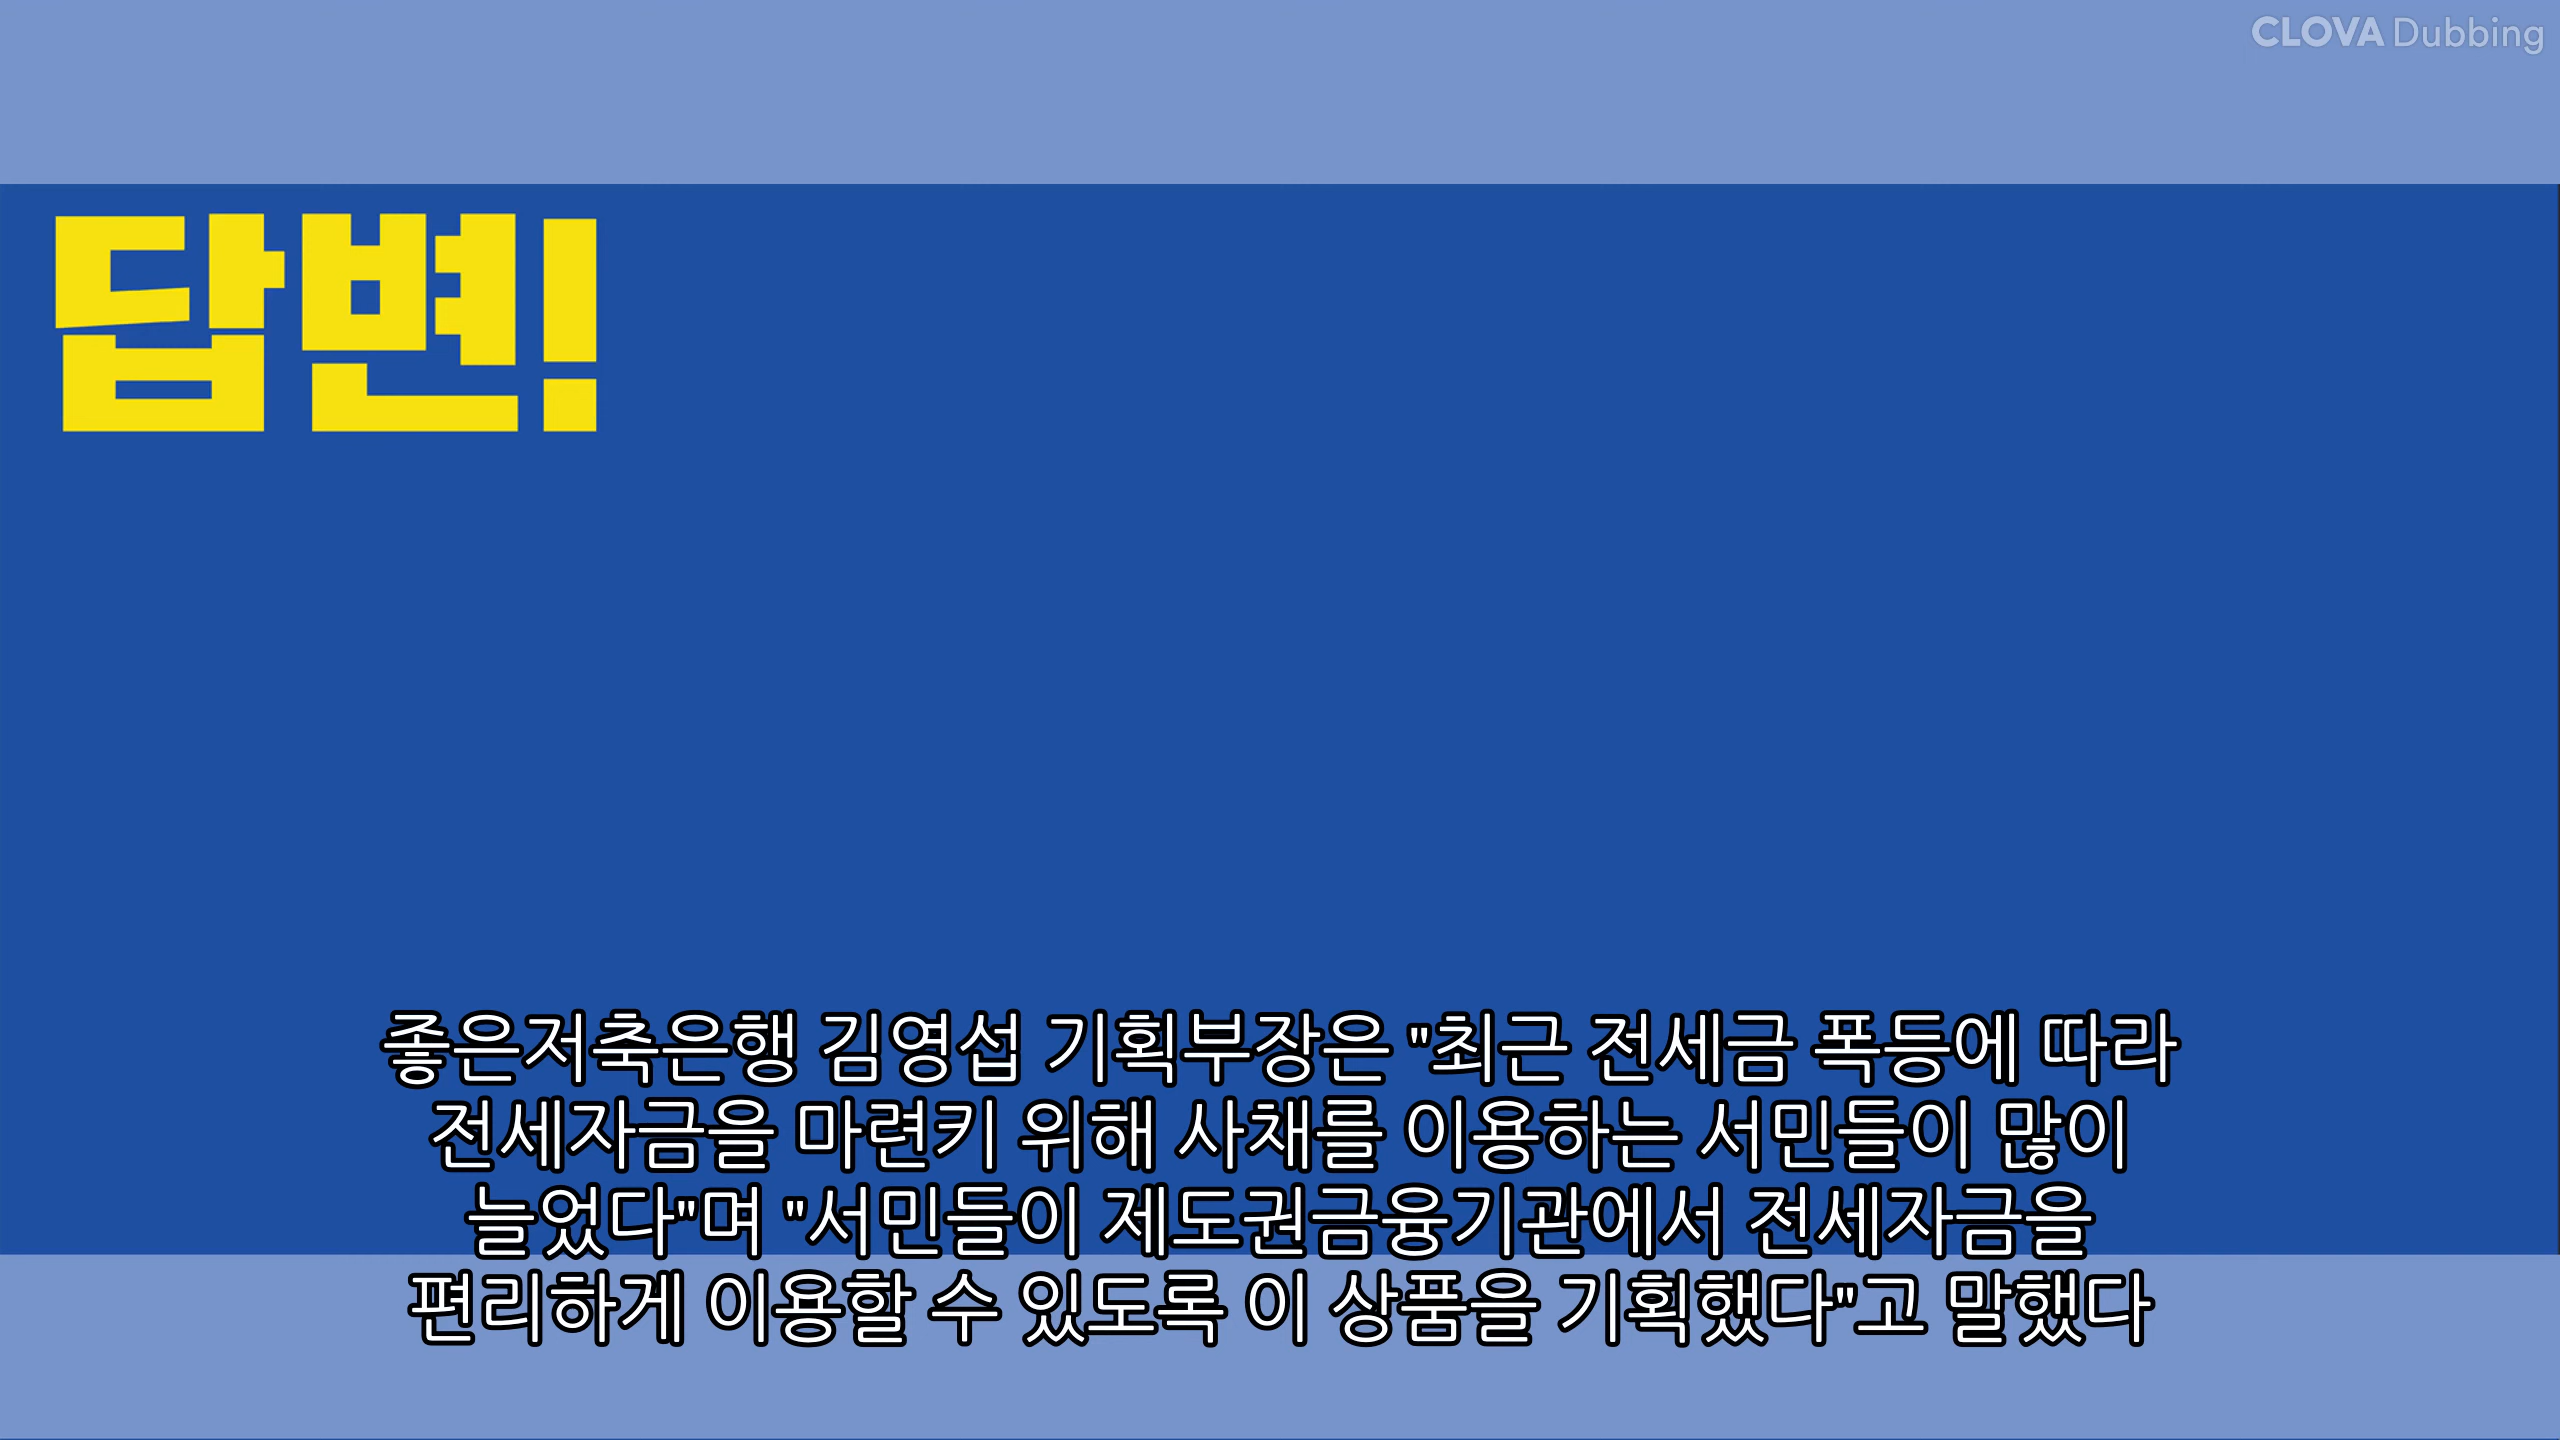 CLOVA Dubbing
답변!
좋은저축은행 김영섭 기획부장은 "최근 전세금 폭등에 따라
전세자금을 마련키 위해 사채를 이용하는 서민들이 많이
늘었다"며 "서민들이 제도권금융기관에서 전세자금을
편리하게 이용할 수 있도록 이 상품을 기획했다"고 말했다